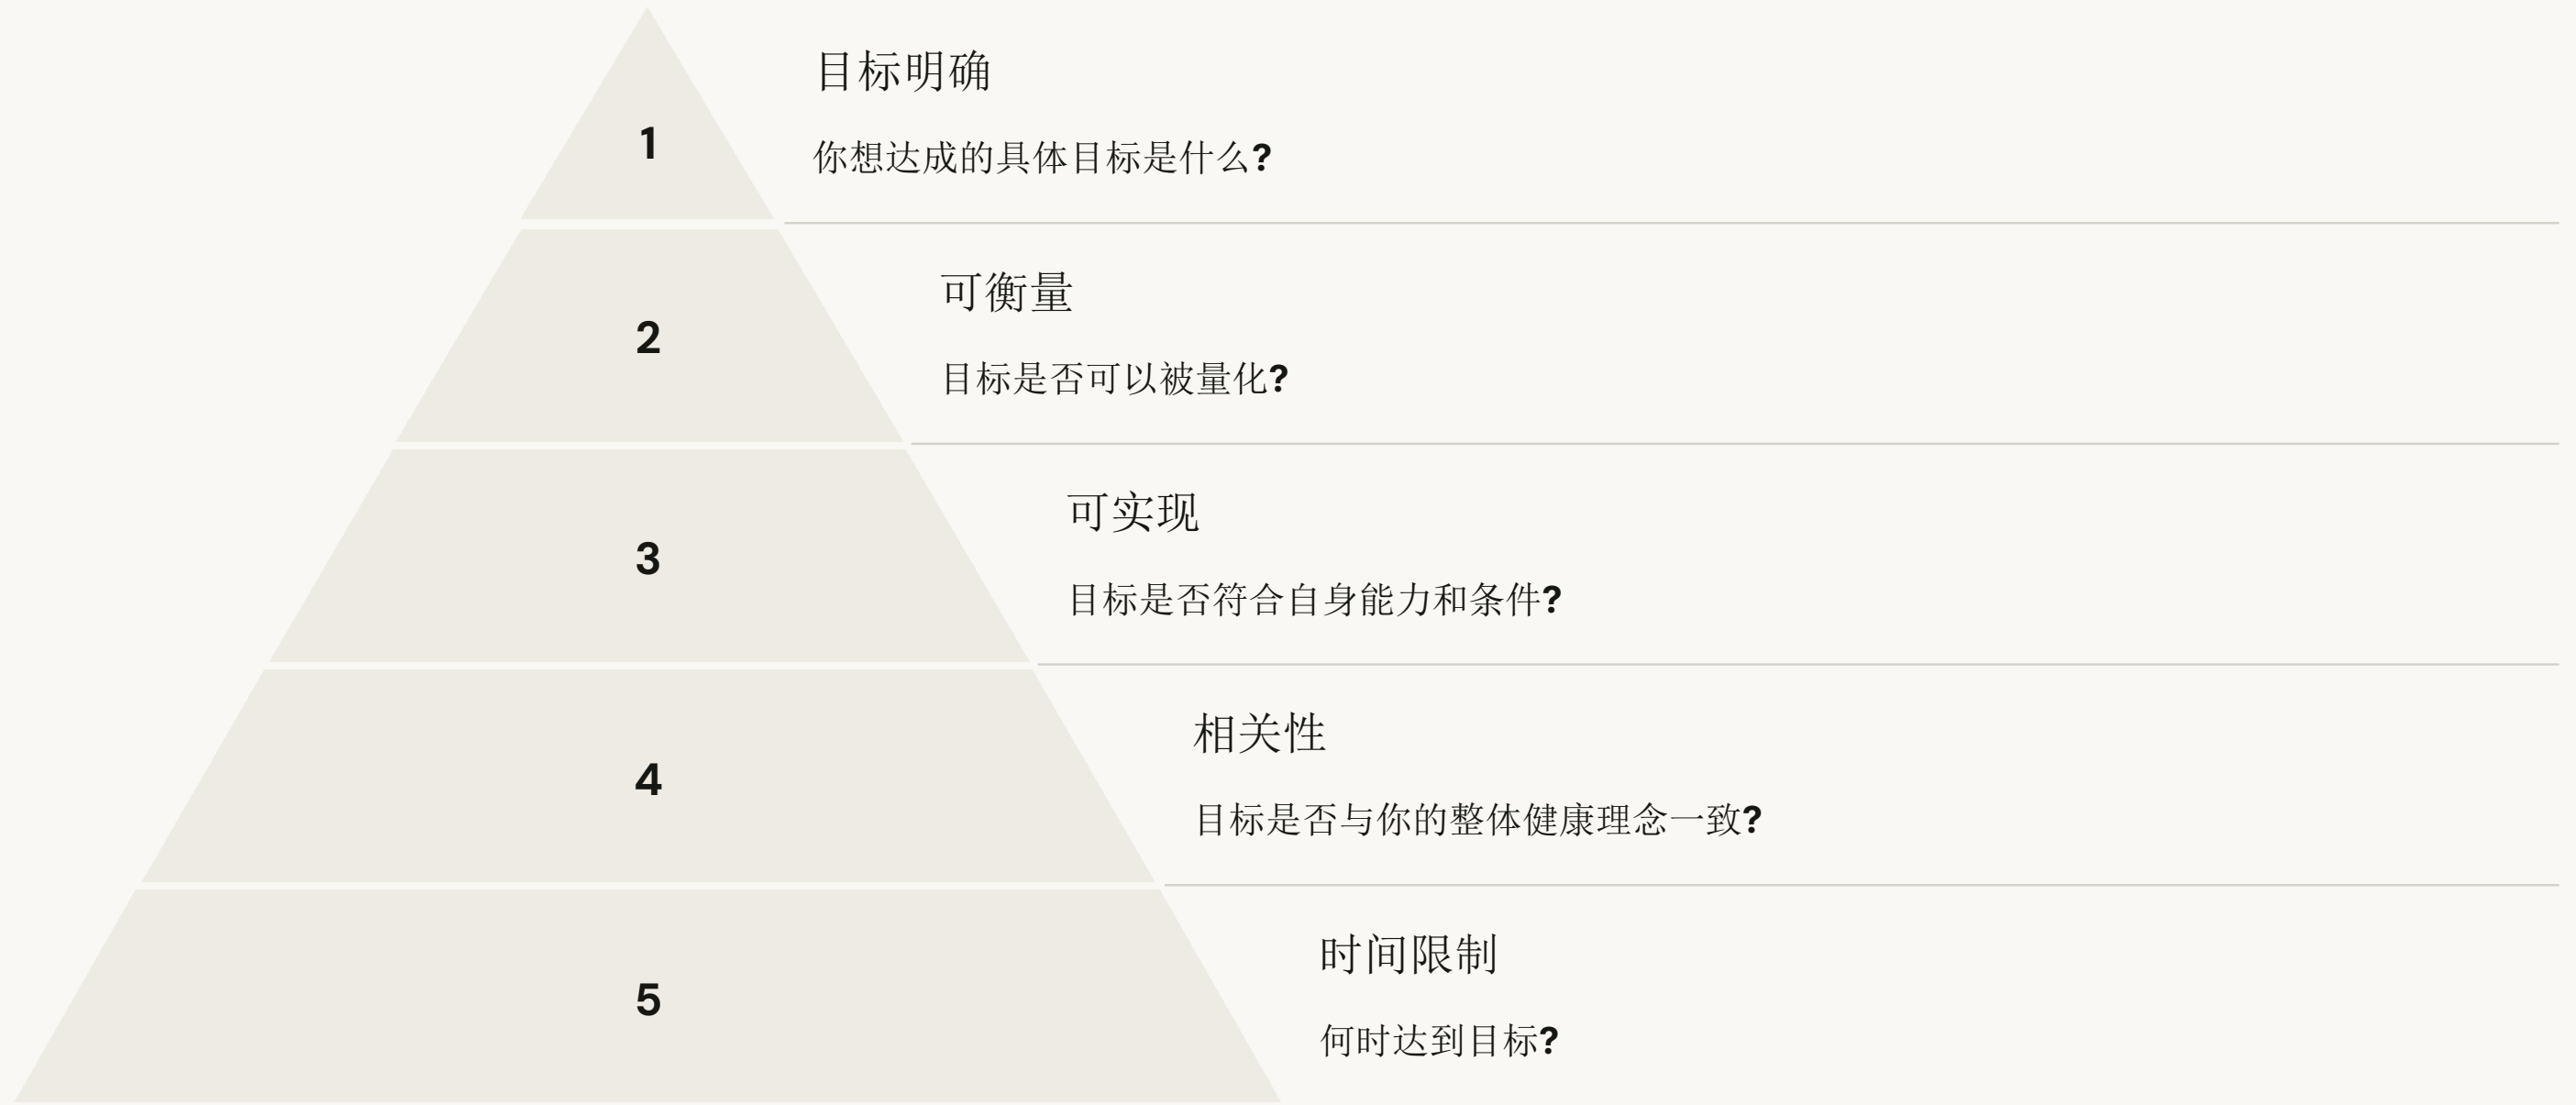 目标明确
1
你想达成的具体目标是什么?
可衡量
2
目标是否可以被量化?
可实现
3
目标是否符合自身能力和条件?
相关性
4
目标是否与你的整体健康理念一致?
时间限制
5
何时达到目标?